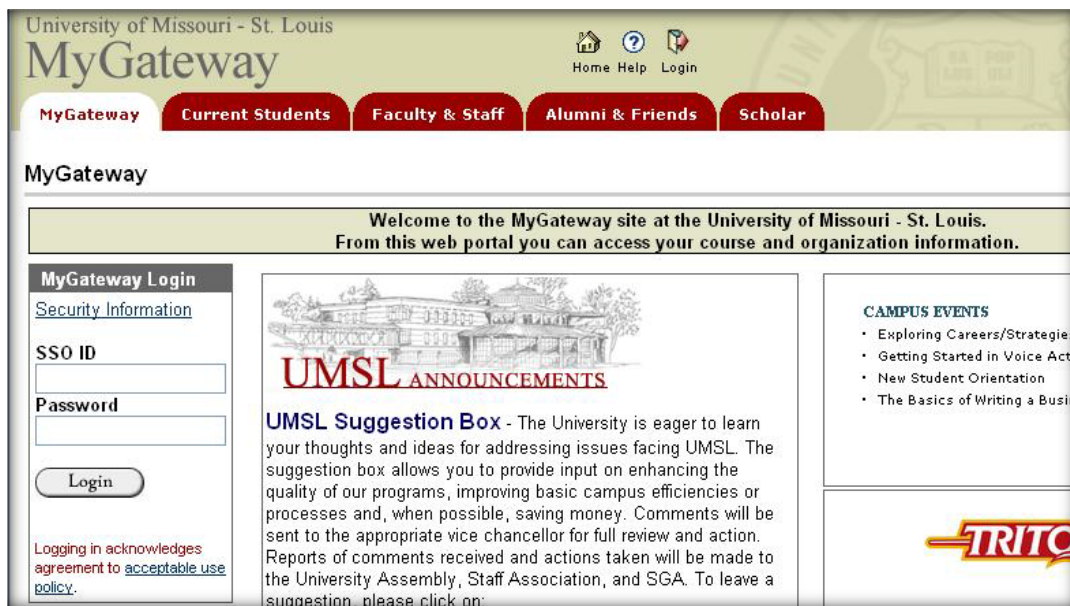 University of Missouri - St. Louis
MyGateway
Home Help Login
MyGateway Current Students Faculty & Staff Alumni & Friends Scholar
MyGateway
Welcome to the MyGateway site at the University of Missouri - St. Louis.
From this web portal you can access your course and organization information.
MyGateway Login
Security Information
SSO ID
Password
Login
Logging in acknowledges
agreement to acceptable use
policy.
UMSL ANNOUNCEMENTS
UMSL Suggestion Box - The University is eager to learn
your thoughts and ideas for addressing issues facing UMSL. The
suggestion box allows you to provide input on enhancing the
quality of our programs, improving basic campus efficiencies or
processes and, when possible, saving money. Comments will be
sent to the appropriate vice chancellor for full review and action.
Reports of comments received and actions taken will be made to
the University Assembly, Staff Association, and SGA. To leave a
suggestion, please click on:
CAMPUS EVENTS
• Exploring Careers/Strategie
• Getting Started in Voice Act
• New Student Orientation
• The Basics of Writing a Busi